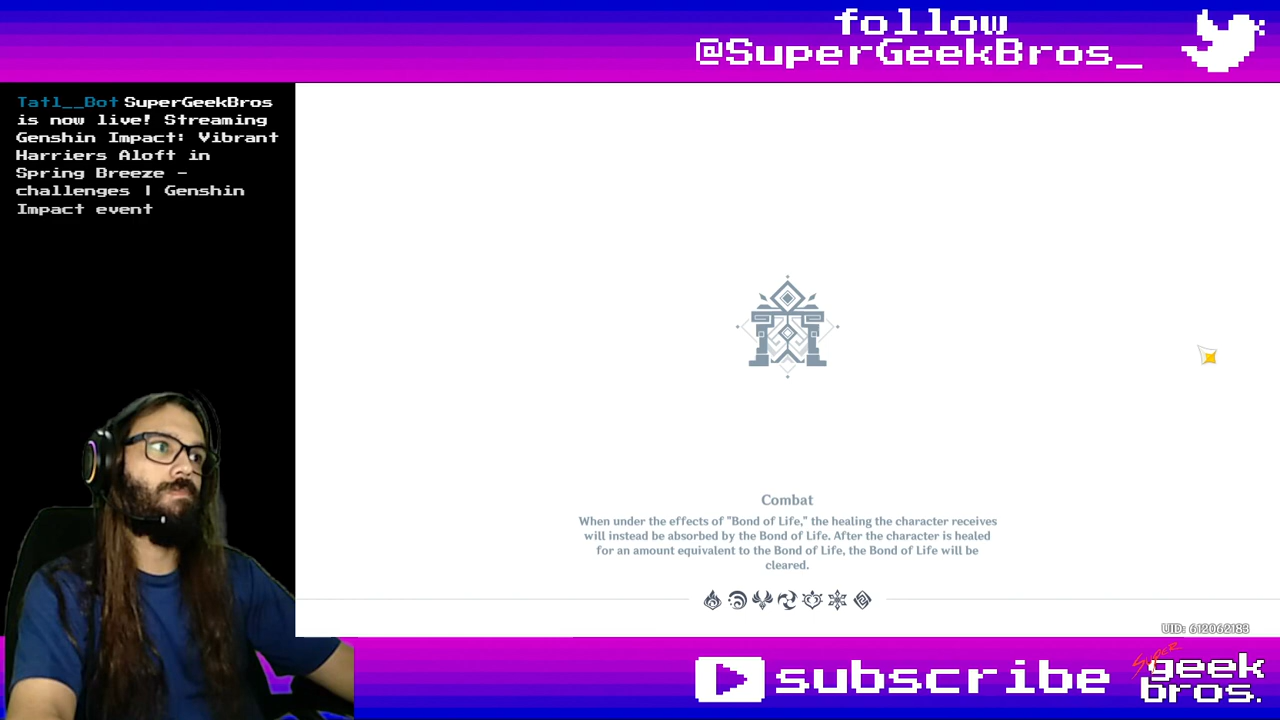 follow
@SuperGeekBros_
Tatl__Bot SuperGeekBros
is now live! Streaming
Genshin Impact: Vibrant
Harriers Aloft in
Spring Breeze -
challenges | Genshin
Impact event
Combat
When under the effects of "Bond of Life," the healing the character receives
will instead be absorbed by the Bond of Life. After the character is healed
for an amount equivalent to the Bond of Life, the Bond of Life will be
cleared.
UID: 612062183
subscribe
SUPER
geek
bros.